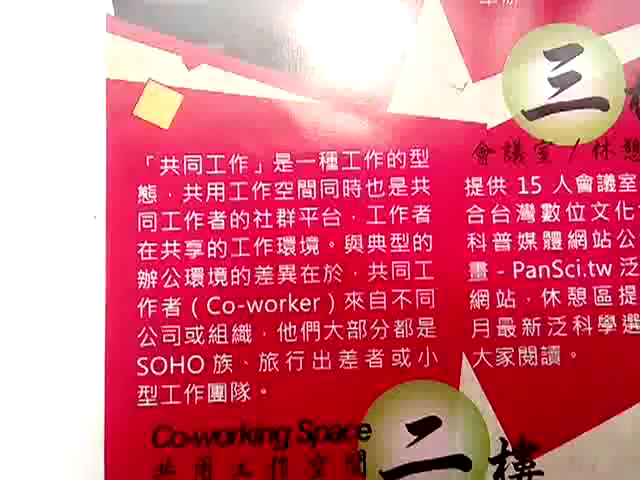 「共同工作」是一種工作的型
態，共用工作空間同時也是共
同工作者的社群平台，工作者
在共享的工作環境。與典型的
辦公環境的差異在於，共同工
作者（Co-worker）來自不同
公司或組織，他們大部分都是
SOHO 族、旅行出差者或小
型工作團隊。
Co-working Space
共用工作空間
二樓
三
會議室 / 休憩
提供 15 人會議室
合台灣數位文化
科普媒體網站公
畫 - PanSci.tw 泛
網站，休憩區提
月最新泛科學選
大家閱讀。